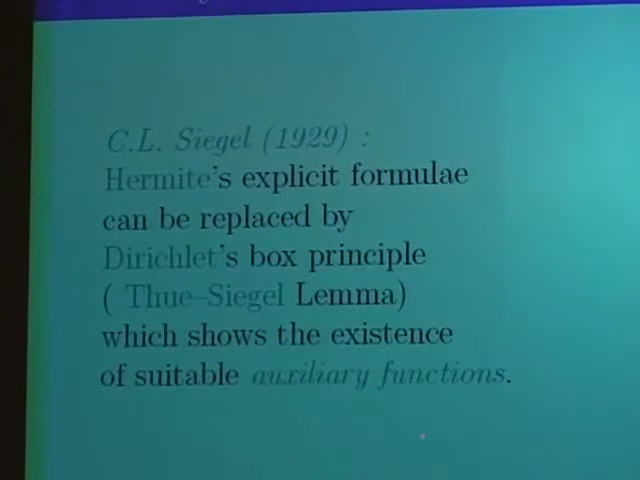 C.L. Siegel (1929) :
Hermite's explicit formulae
can be replaced by
Dirichlet's box principle
( Thue–Siegel Lemma)
which shows the existence
of suitable auxiliary functions.